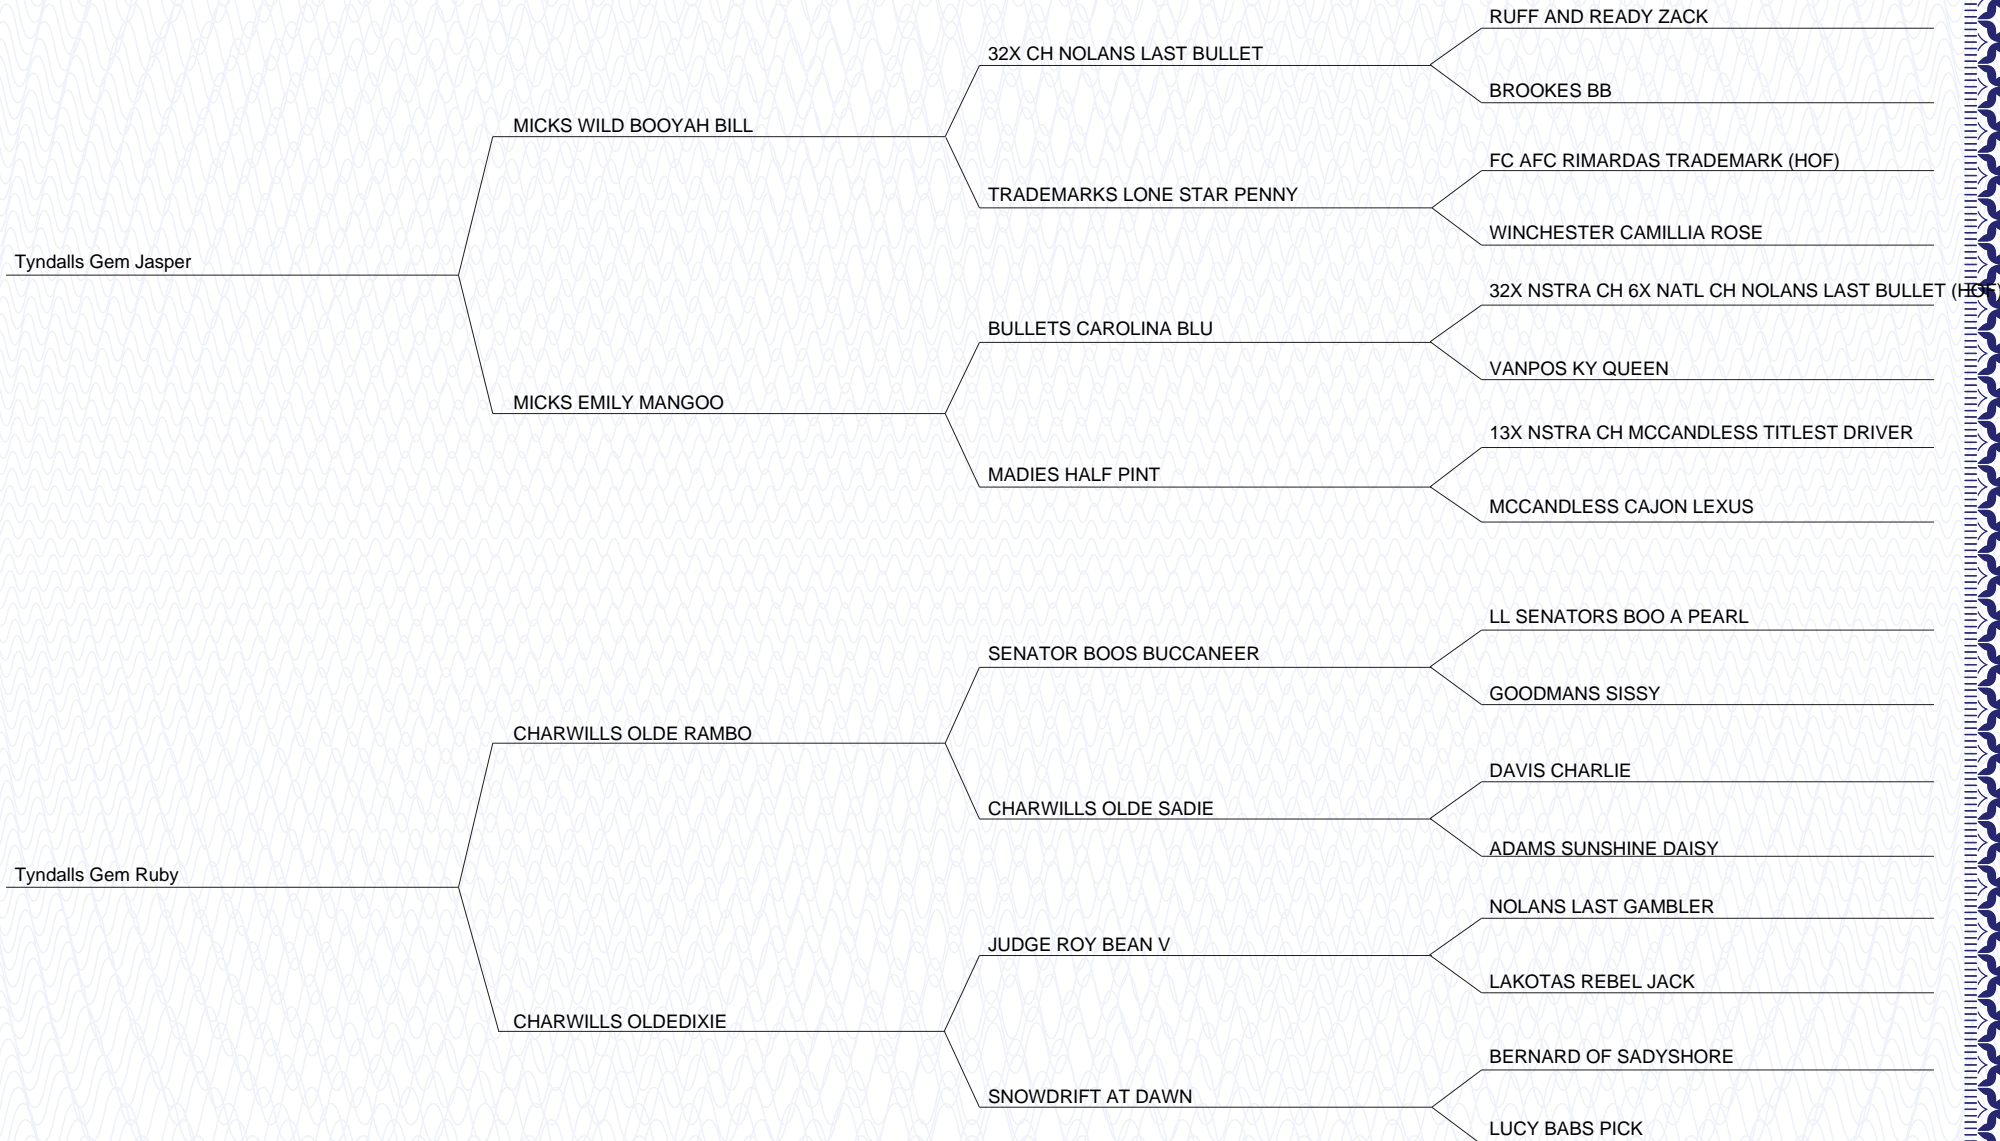 RUFF AND READY ZACK
32X CH NOLANS LAST BULLET
BROOKES BB
MICKS WILD BOOYAH BILL
FC AFC RIMARDAS TRADEMARK (HOF)
TRADEMARKS LONE STAR PENNY
WINCHESTER CAMILLIA ROSE
Tyndalls Gem Jasper
32X NSTRA CH 6X NATL CH NOLANS LAST BULLET (HOF)
BULLETS CAROLINA BLU
VANPOS KY QUEEN
MICKS EMILY MANGOO
13X NSTRA CH MCCANDLESS TITLEST DRIVER
MADIES HALF PINT
MCCANDLESS CAJON LEXUS
LL SENATORS BOO A PEARL
SENATOR BOOS BUCCANEER
GOODMANS SISSY
CHARWILLS OLDE RAMBO
DAVIS CHARLIE
CHARWILLS OLDE SADIE
ADAMS SUNSHINE DAISY
Tyndalls Gem Ruby
NOLANS LAST GAMBLER
JUDGE ROY BEAN V
LAKOTAS REBEL JACK
CHARWILLS OLDEDIXIE
BERNARD OF SADYSHORE
SNOWDRIFT AT DAWN
LUCY BABS PICK